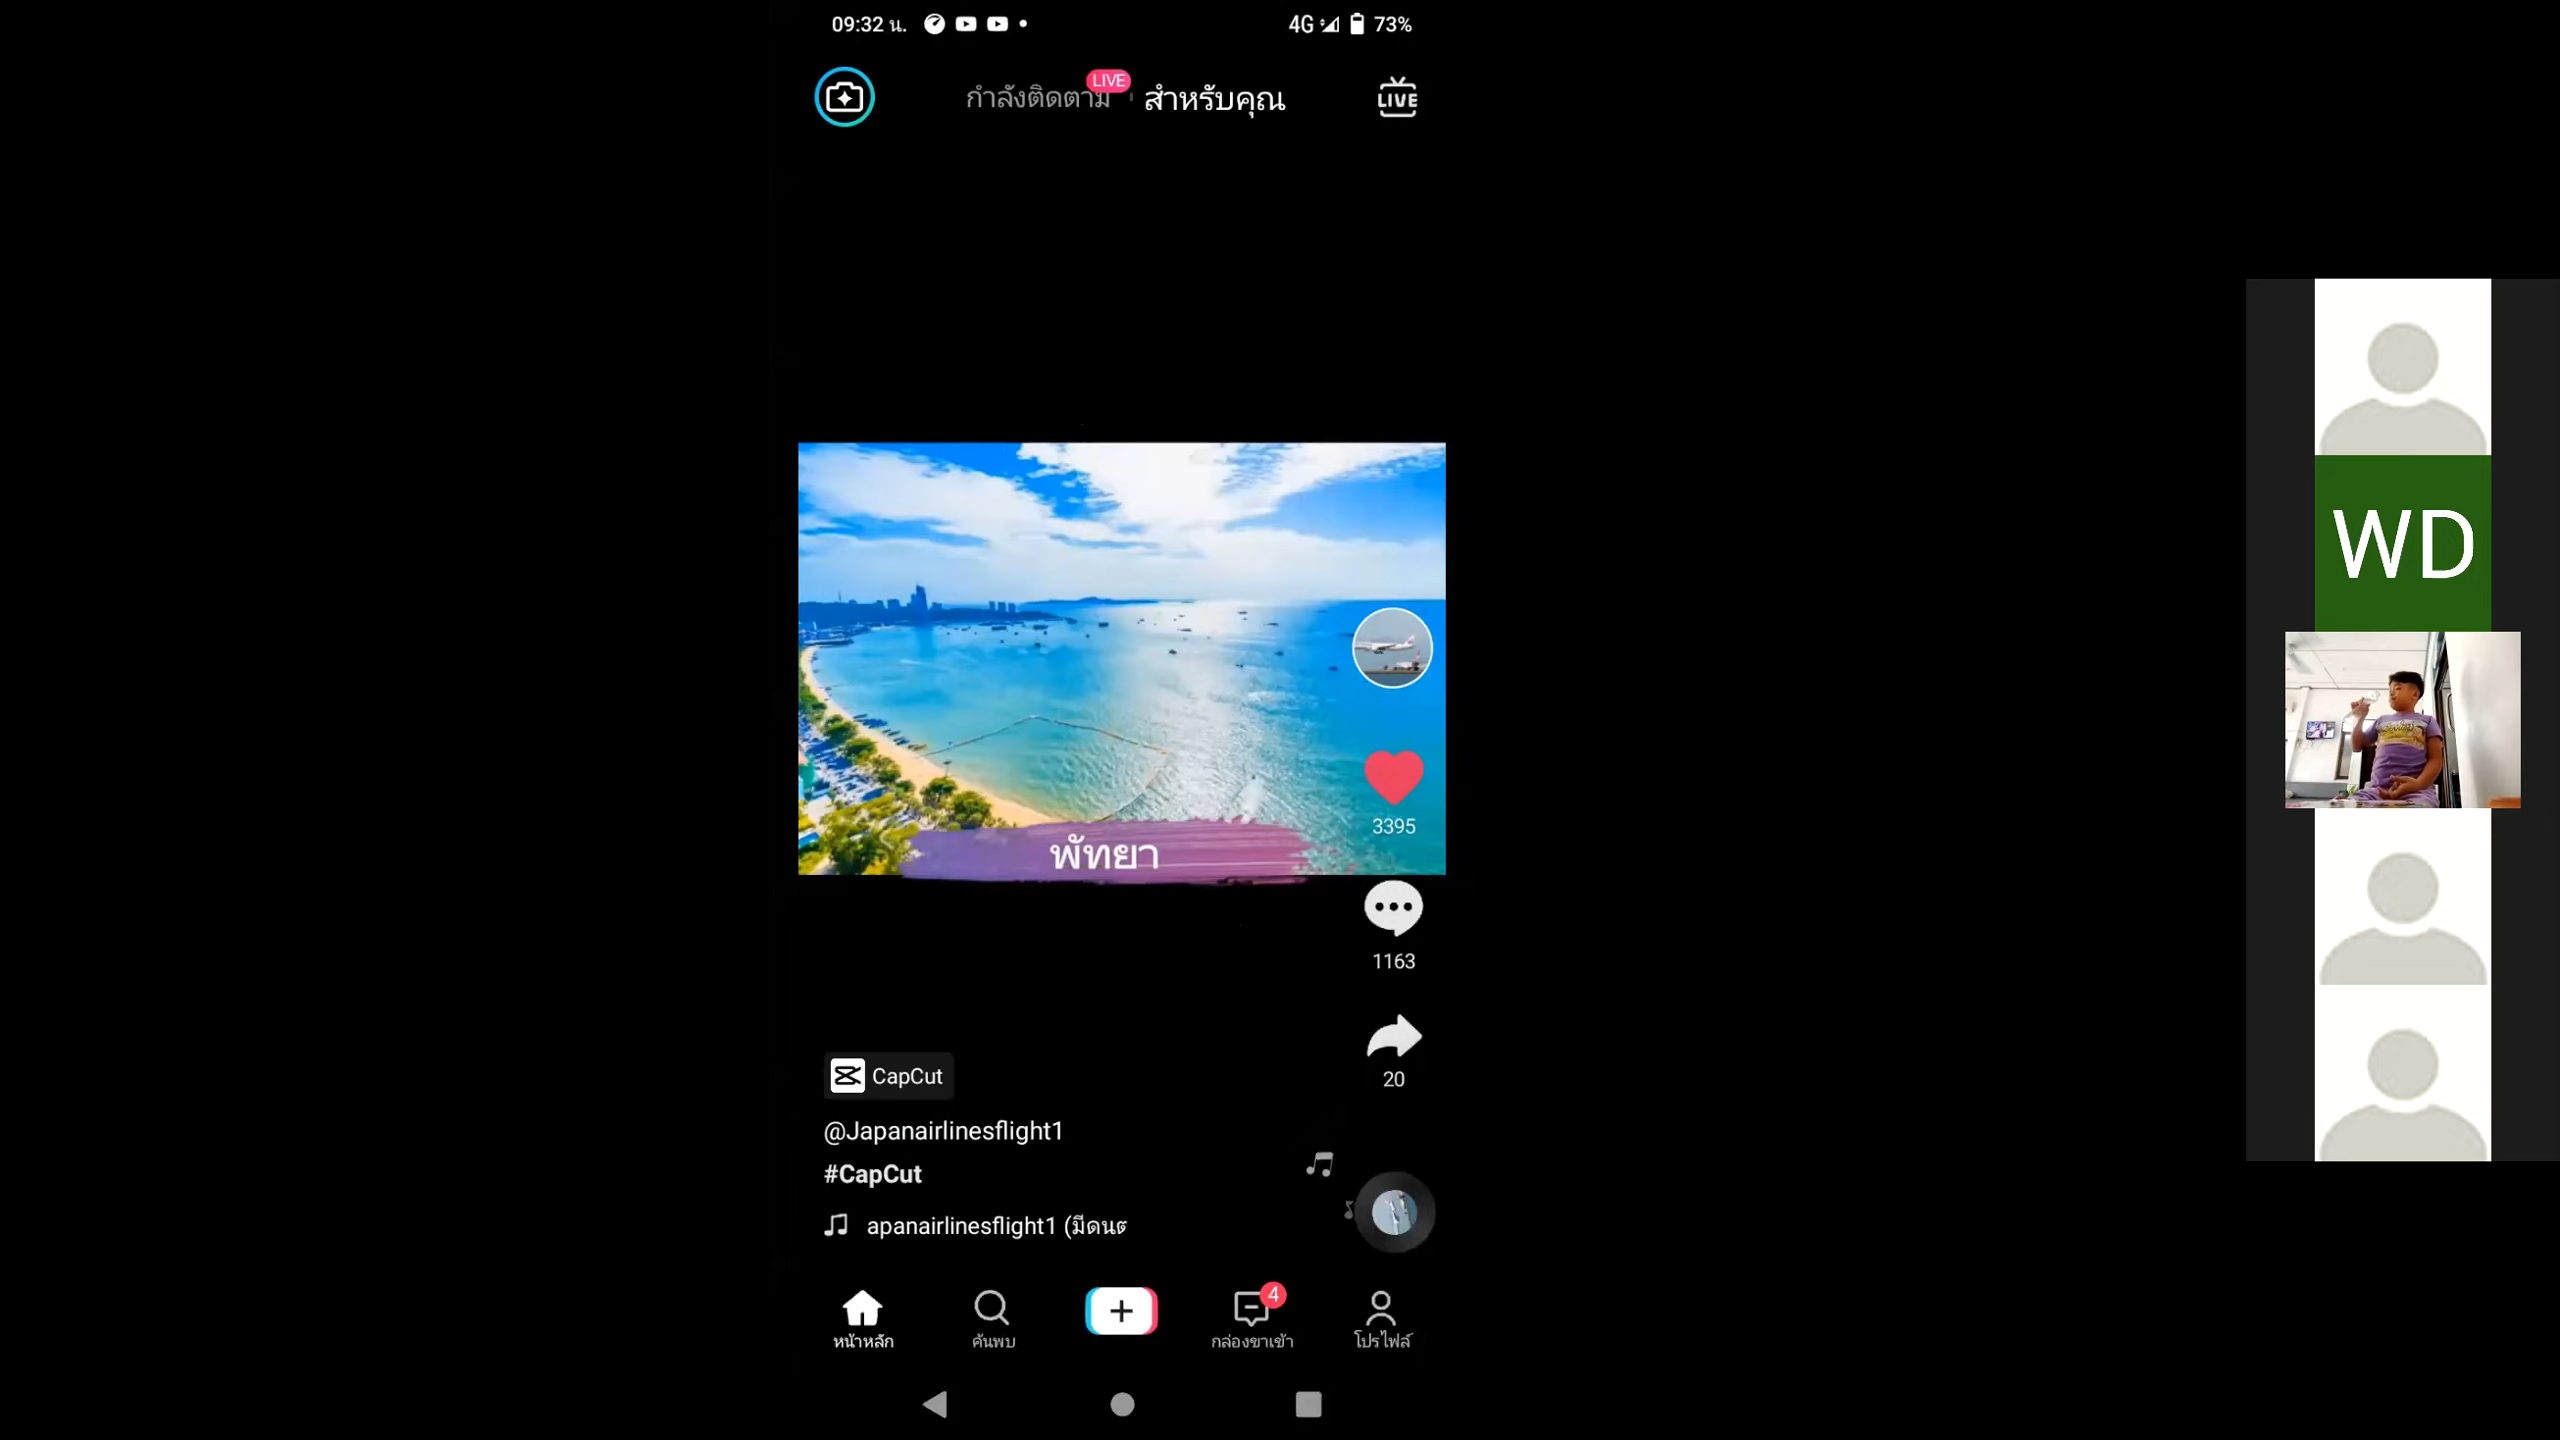 09:32 น.
4G
73%
LIVE
กำลังติดตาม
สำหรับคุณ
LIVE
WD
3395
พัทยา
1163
20
CapCut
@Japanairlinesflight1
#CapCut
apanairlinesflight1 (มีดนต
4
หน้าหลัก
ค้นพบ
กล่องขาเข้า
โปรไฟล์